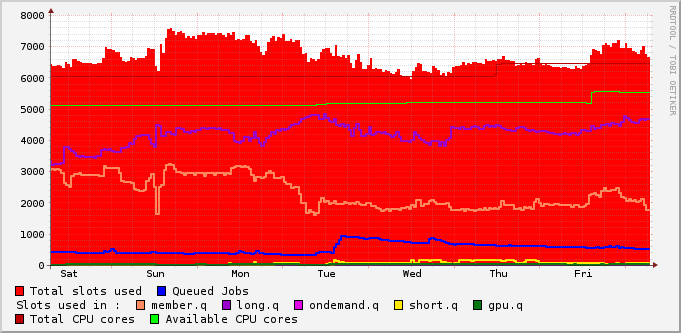 8000
7000
6000
5000
4000
3000
2000
1000
0
Sat Sun Mon Tue Wed Thu Fri
RRDTOOL / TOBI OETIKER
Total slots used Queued Jobs
Slots used in : member.q long.q ondemand.q short.q gpu.q
Total CPU cores Available CPU cores